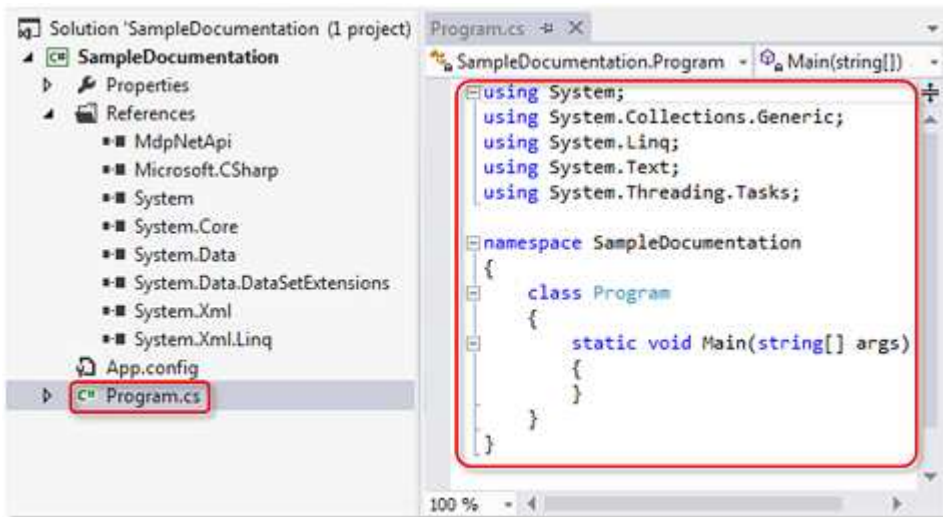 Solution 'SampleDocumentation (1 project)
C# SampleDocumentation
Properties
References
MdpNetApi
Microsoft.CSharp
System
System.Core
System.Data
System.Data.DataSetExtensions
System.Xml
System.Xml.Linq
App.config
C# Program.cs
Program.cs
SampleDocumentation.Program
Main(string[])
using System;
using System.Collections.Generic;
using System.Linq;
using System.Text;
using System.Threading.Tasks;
namespace SampleDocumentation
{
class Program
{
static void Main(string[] args)
{
}
}
}
100 %